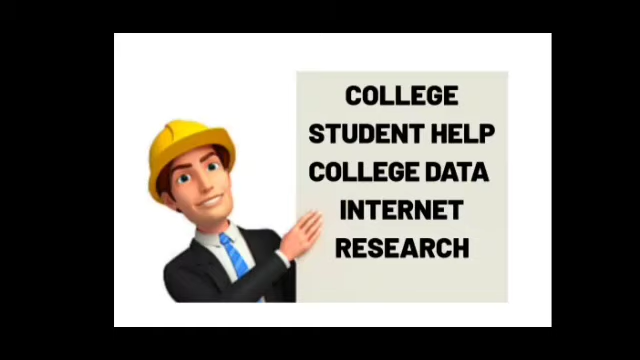 COLLEGE
STUDENT HELP
COLLEGE DATA
INTERNET
RESEARCH